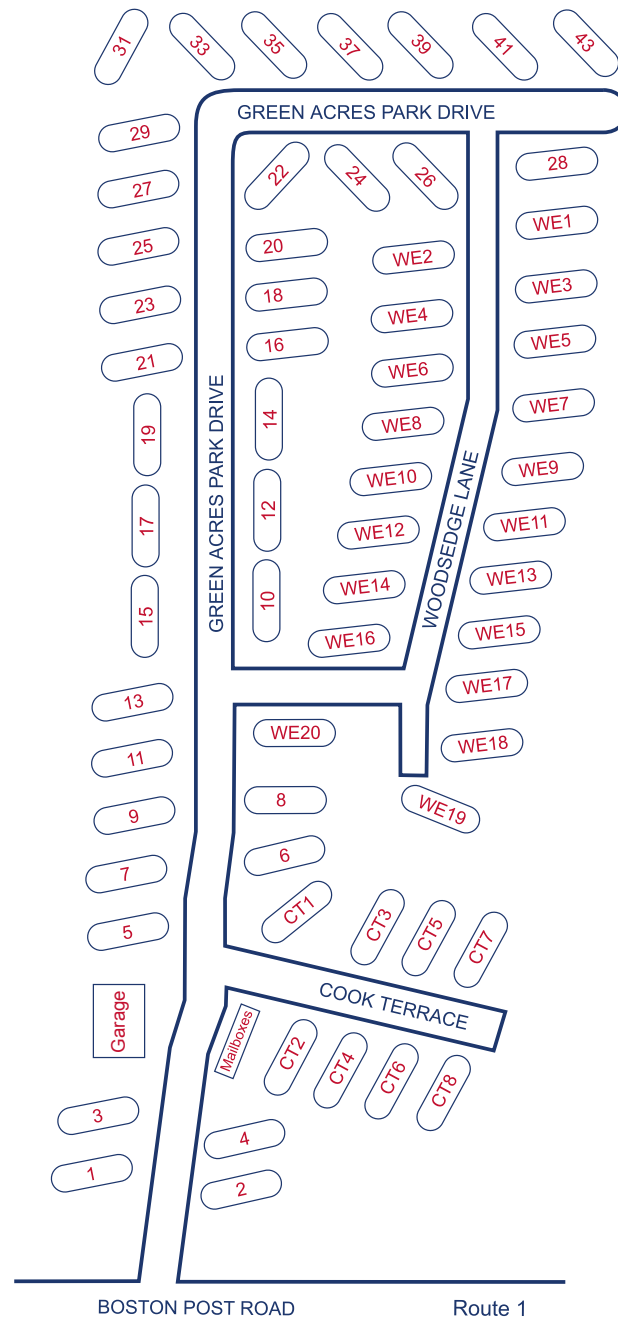 31
33
35
37
39
41
43
GREEN ACRES PARK DRIVE
29
22
24
26
28
27
WE1
25
20
WE2
23
18
WE3
WE4
21
16
WE5
WE6
19
14
GREEN ACRES PARK DRIVE
WE7
WE8
17
12
WE10
WE9
WE12
WOODSEDGE LANE
WE11
15
10
WE14
WE13
WE16
WE15
13
WE17
11
WE20
WE18
9
8
WE19
7
6
5
CT1
CT3
CT5
CT7
COOK TERRACE
Garage
Mailboxes
CT2
CT4
CT6
CT8
3
4
1
2
BOSTON POST ROAD
Route 1